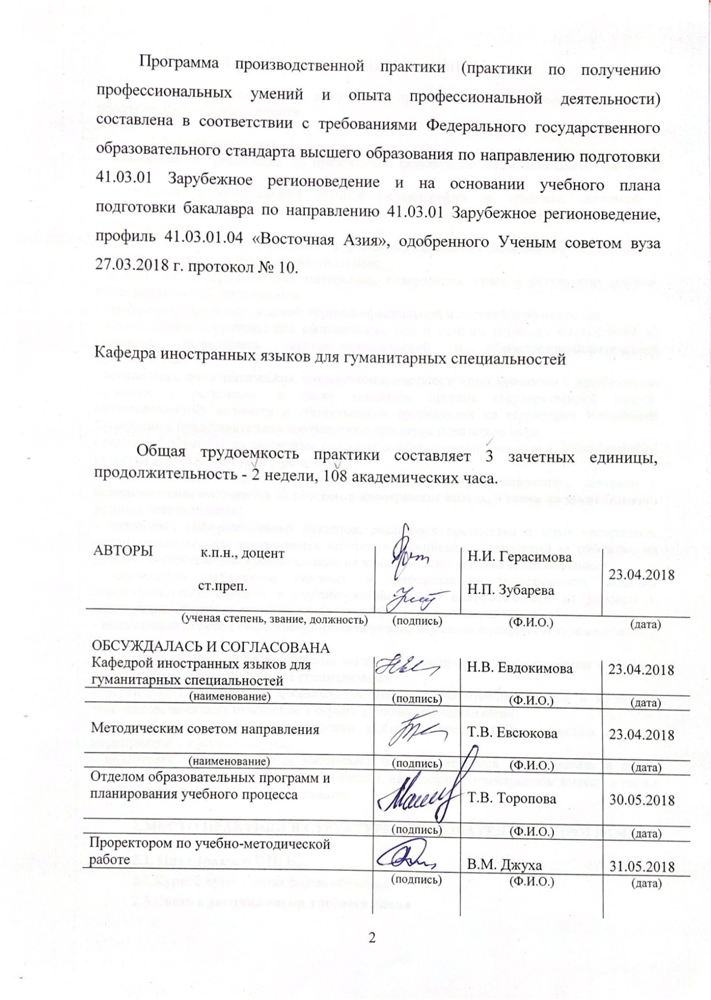 Программа производственной практики (практики по получению
профессиональных умений и опыта профессиональной деятельности)
составлена в соответствии с требованиями Федерального государственного
образовательного стандарта высшего образования по направлению подготовки
41.03.01 Зарубежное регионоведение и на основании учебного плана
подготовки бакалавра по направлению 41.03.01 Зарубежное регионоведение,
профиль 41.03.01.04 «Восточная Азия», одобренного Ученым советом вуза
27.03.2018 г. протокол № 10.
Кафедра иностранных языков для гуманитарных специальностей
Общая трудоемкость практики составляет 3 зачетных единицы,
продолжительность - 2 недели, 108 академических часа.
АВТОРЫ к.п.н., доцент Н.И. Герасимова
23.04.2018
ст.преп. Н.П. Зубарева
(ученая степень, звание, должность) (подпись) (Ф.И.О.) (дата)
ОБСУЖДАЛАСЬ И СОГЛАСОВАНА
Кафедрой иностранных языков для Н.В. Евдокимова 23.04.2018
гуманитарных специальностей
(наименование) (подпись) (Ф.И.О.) (дата)
Методическим советом направления Т.В. Евсюкова 23.04.2018
(наименование) (подпись) (Ф.И.О.) (дата)
Отделом образовательных программ и
планирования учебного процесса Т.В. Торопова 30.05.2018
(подпись) (Ф.И.О.) (дата)
Проректором по учебно-методической
работе В.М. Джуха 31.05.2018
(подпись) (Ф.И.О.) (дата)
2